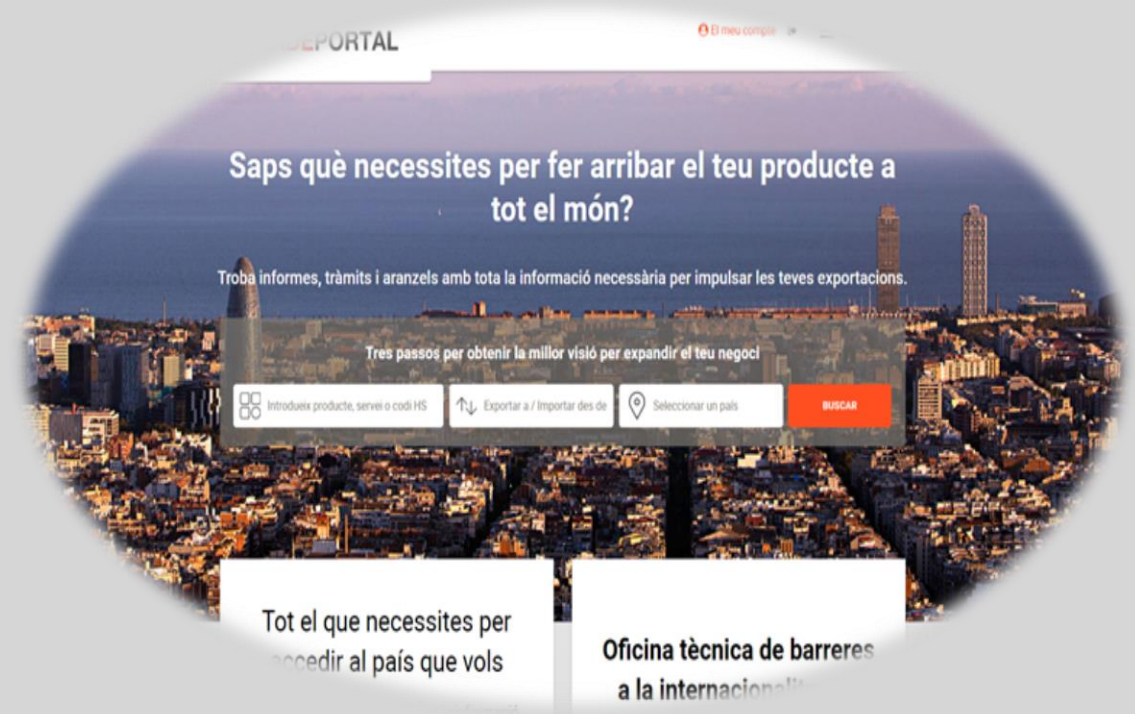 PORTAL
El meu compte
Saps què necessites per fer arribar el teu producte a
tot el món?
Troba informes, tràmits i aranzels amb tota la informació necessària per impulsar les teves exportacions.
Tres passos per obtenir la millor visió per expandir el teu negoci
Introdueix producte, servei o codi HS
Exportar a / Importar des de
Seleccionar un país
BUSCAR
Tot el que necessites per
accedir al país que vols
Oficina tècnica de barreres
a la